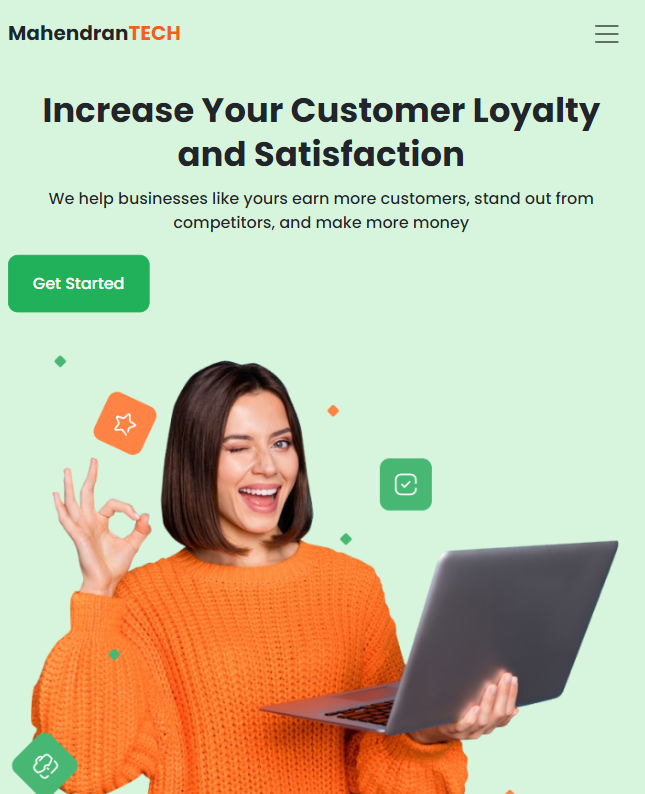 MahendranTECH
Increase Your Customer Loyalty
and Satisfaction
We help businesses like yours earn more customers, stand out from
competitors, and make more money
Get Started